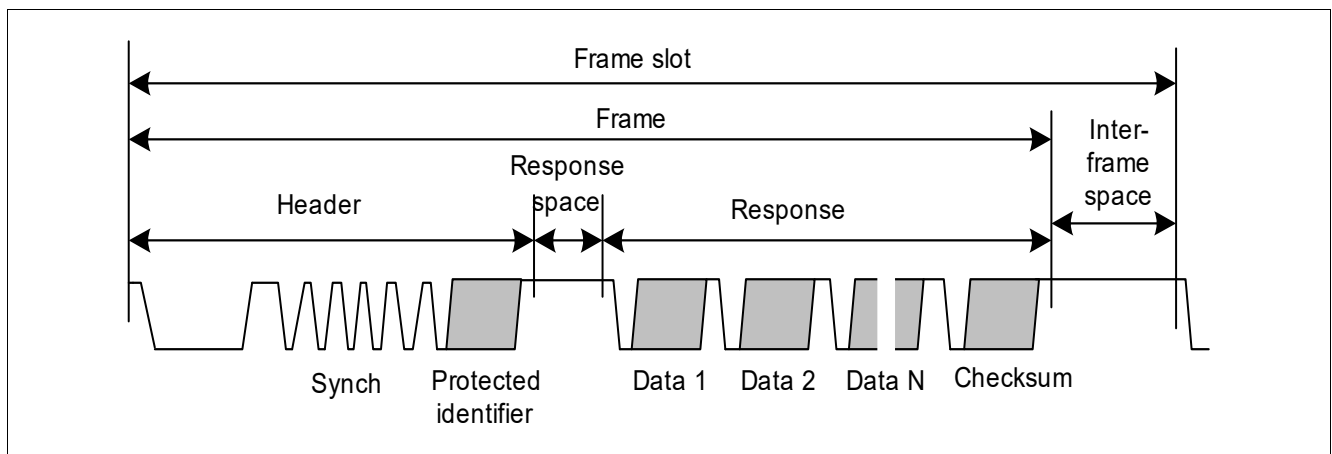 Frame slot
Frame
Inter-
frame
space
Response
space
Header
Response
Synch
Protected
identifier
Data 1
Data 2
Data N
Checksum